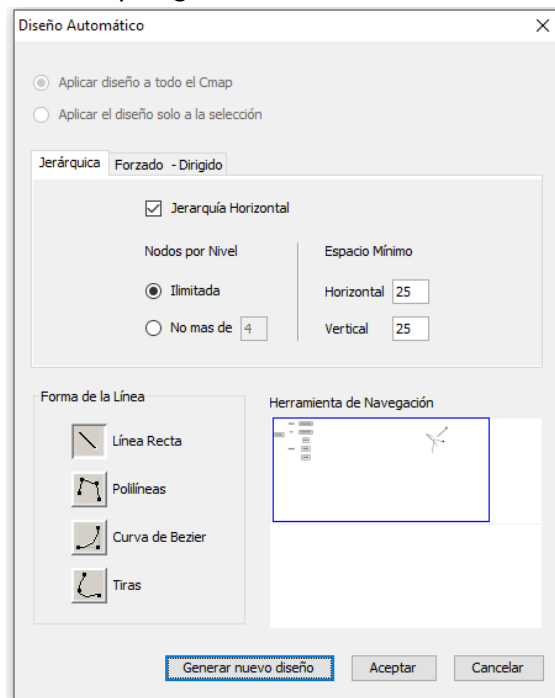 Diseño Automático
Aplicar diseño a todo el Cmap
Aplicar el diseño solo a la selección
Jerárquica
Forzado - Dirigido
Jerarquía Horizontal
Nodos por Nivel
Espacio Mínimo
Ilimitada
Horizontal 25
No mas de 4
Vertical 25
Forma de la Línea
Herramienta de Navegación
Línea Recta
Polilíneas
Curva de Bezier
Tiras
Generar nuevo diseño
Aceptar
Cancelar